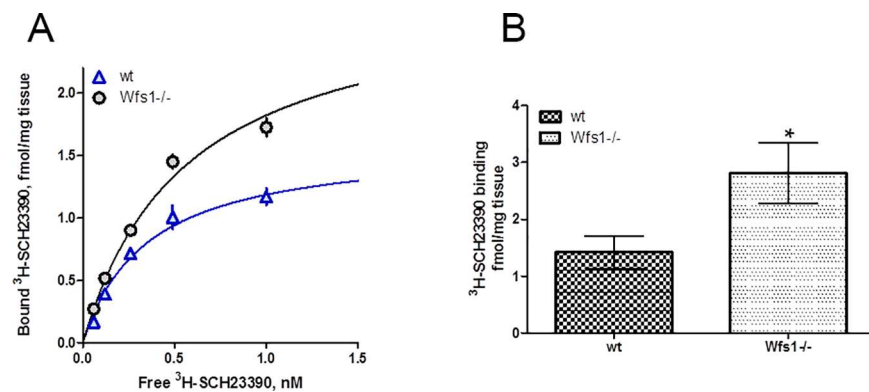 A
wt
Wfs1-/-
Bound ³H-SCH23390, fmol/mg tissue
2.0
1.5
1.0
0.5
0.0
0.0 0.5 1.0 1.5
Free ³H-SCH23390, nM
B
wt
Wfs1-/-
³H-SCH23390 binding
fmol/mg tissue
4
3
2
1
0
*
wt Wfs1-/-